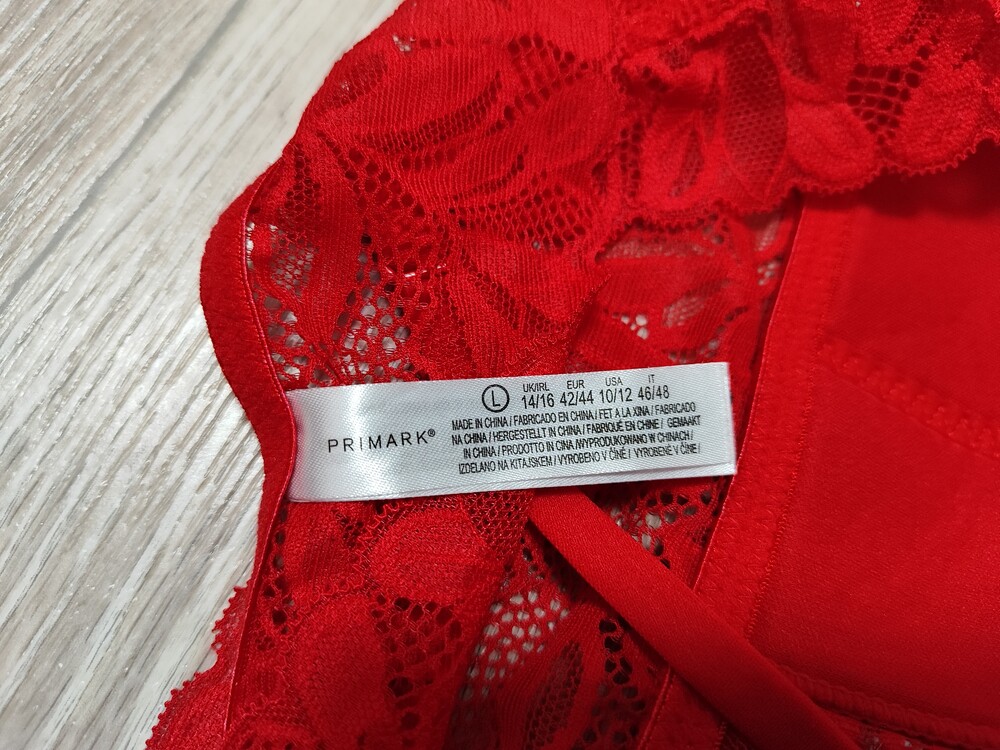 PRIMARK®
L
UK/IRL EUR USA IT
14/16 42/44 10/12 46/48
MADE IN CHINA / FABRICADO EN CHINA / FET A LA XINA / FABRICADO
NA CHINA / HERGESTELLT IN CHINA / FABRIQUÉ EN CHINE / GEMAAKT
IN CHINA / PRODOTTO IN CINA /WYPRODUKOWANO W CHINACH /
IZDELANO NA KITAJSKEM / VYROBENO V ČÍNĚ / VYROBENÉ V ČÍNE /